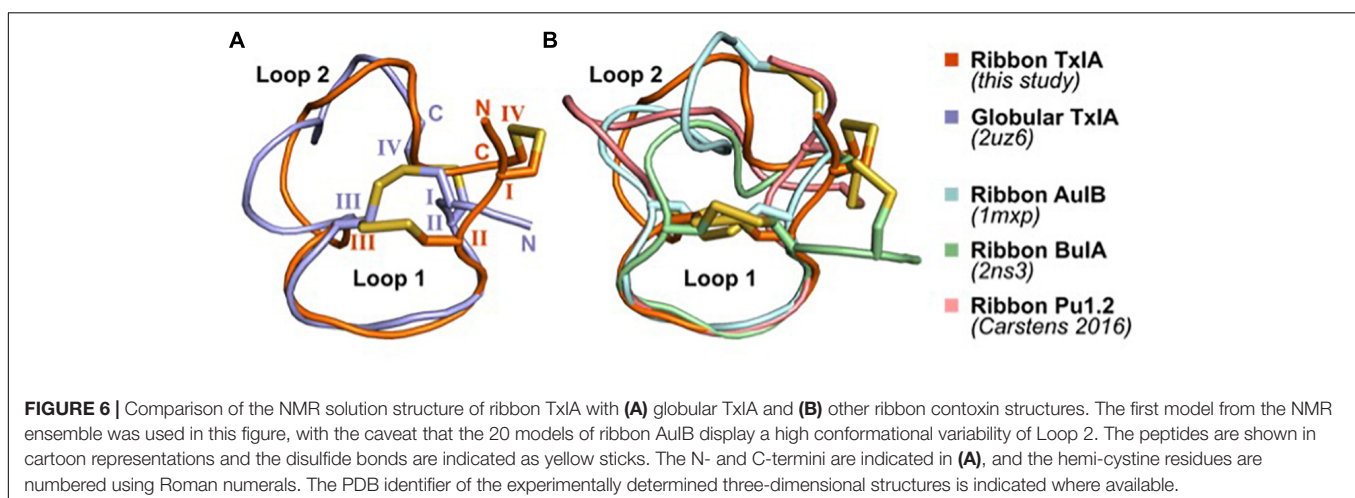 A
B
Loop 2
C
N
IV
IV
C
III
I
I
III
II
II
N
Loop 1
Loop 2
Loop 1
Ribbon TxIA
(this study)
Globular TxIA
(2uz6)
Ribbon AuIB
(1mxp)
Ribbon BuIA
(2ns3)
Ribbon Pu1.2
(Carstens 2016)
FIGURE 6 | Comparison of the NMR solution structure of ribbon TxIA with (A) globular TxIA and (B) other ribbon contoxin structures. The first model from the NMR
ensemble was used in this figure, with the caveat that the 20 models of ribbon AuIB display a high conformational variability of Loop 2. The peptides are shown in
cartoon representations and the disulfide bonds are indicated as yellow sticks. The N- and C-termini are indicated in (A), and the hemi-cystine residues are
numbered using Roman numerals. The PDB identifier of the experimentally determined three-dimensional structures is indicated where available.